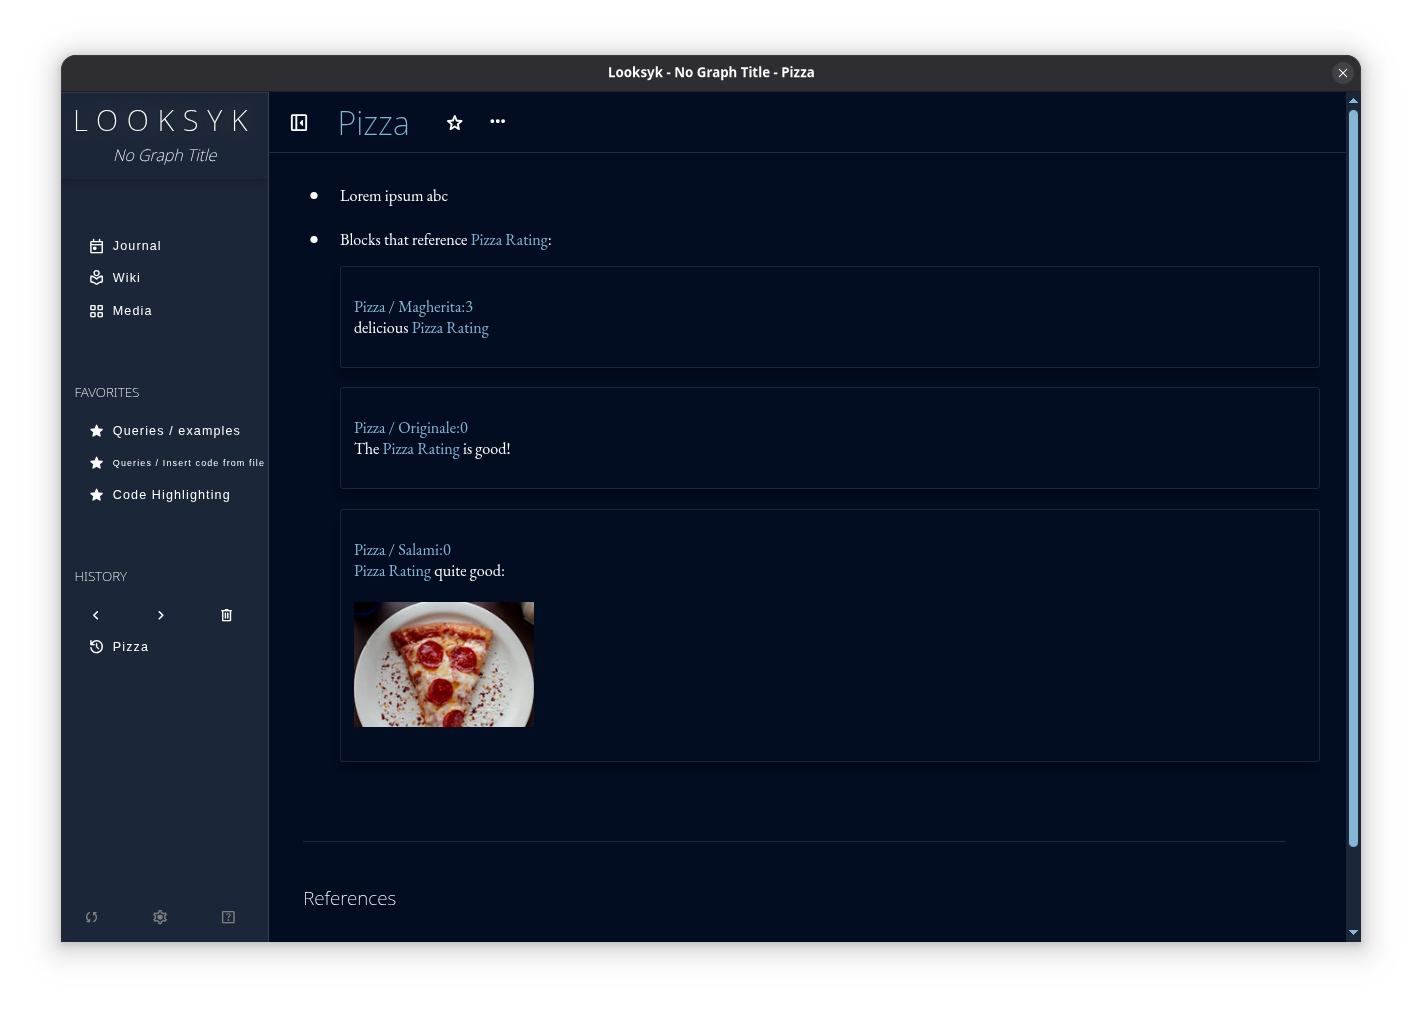 Looksyk - No Graph Title - Pizza
LOOKSYK
No Graph Title
Journal
Wiki
Media
FAVORITES
Queries / examples
Queries / Insert code from file
Code Highlighting
HISTORY
Pizza
Pizza
Lorem ipsum abc
Blocks that reference Pizza Rating:
Pizza / Magherita:3
delicious Pizza Rating
Pizza / Originale:0
The Pizza Rating is good!
Pizza / Salami:0
Pizza Rating quite good:
References